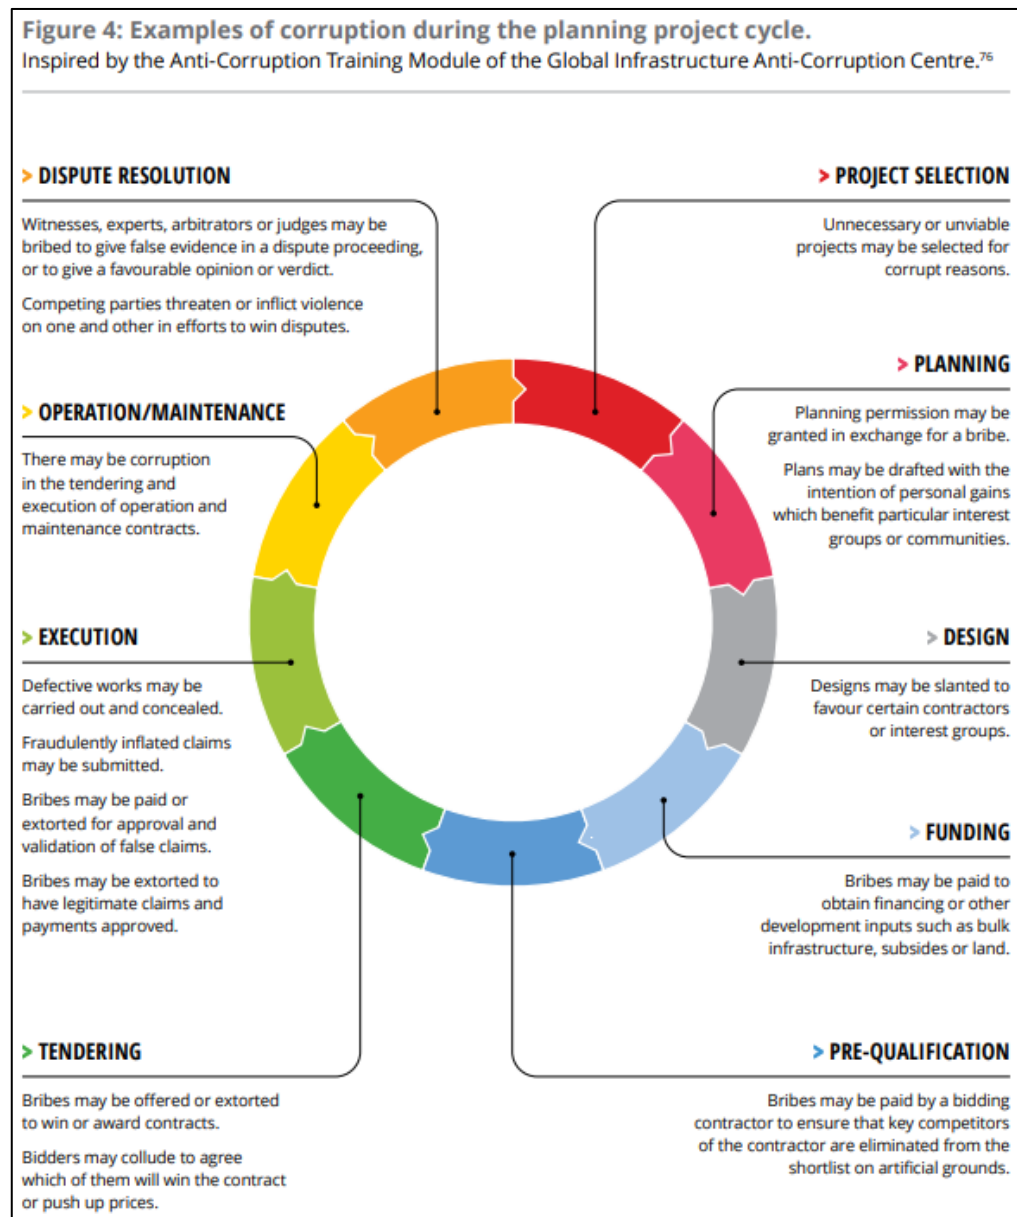 Figure 4: Examples of corruption during the planning project cycle.
Inspired by the Anti-Corruption Training Module of the Global Infrastructure Anti-Corruption Centre.⁷⁶
> DISPUTE RESOLUTION
Witnesses, experts, arbitrators or judges may be
bribed to give false evidence in a dispute proceeding,
or to give a favourable opinion or verdict.
Competing parties threaten or inflict violence
on one and other in efforts to win disputes.
> PROJECT SELECTION
Unnecessary or unviable
projects may be selected for
corrupt reasons.
> PLANNING
Planning permission may be
granted in exchange for a bribe.
Plans may be drafted with the
intention of personal gains
which benefit particular interest
groups or communities.
> OPERATION/MAINTENANCE
There may be corruption
in the tendering and
execution of operation and
maintenance contracts.
> EXECUTION
Defective works may be
carried out and concealed.
Fraudulently inflated claims
may be submitted.
Bribes may be paid or
extorted for approval and
validation of false claims.
Bribes may be extorted to
have legitimate claims and
payments approved.
> DESIGN
Designs may be slanted to
favour certain contractors
or interest groups.
> FUNDING
Bribes may be paid to
obtain financing or other
development inputs such as bulk
infrastructure, subsides or land.
> TENDERING
Bribes may be offered or extorted
to win or award contracts.
Bidders may collude to agree
which of them will win the contract
or push up prices.
> PRE-QUALIFICATION
Bribes may be paid by a bidding
contractor to ensure that key competitors
of the contractor are eliminated from the
shortlist on artificial grounds.